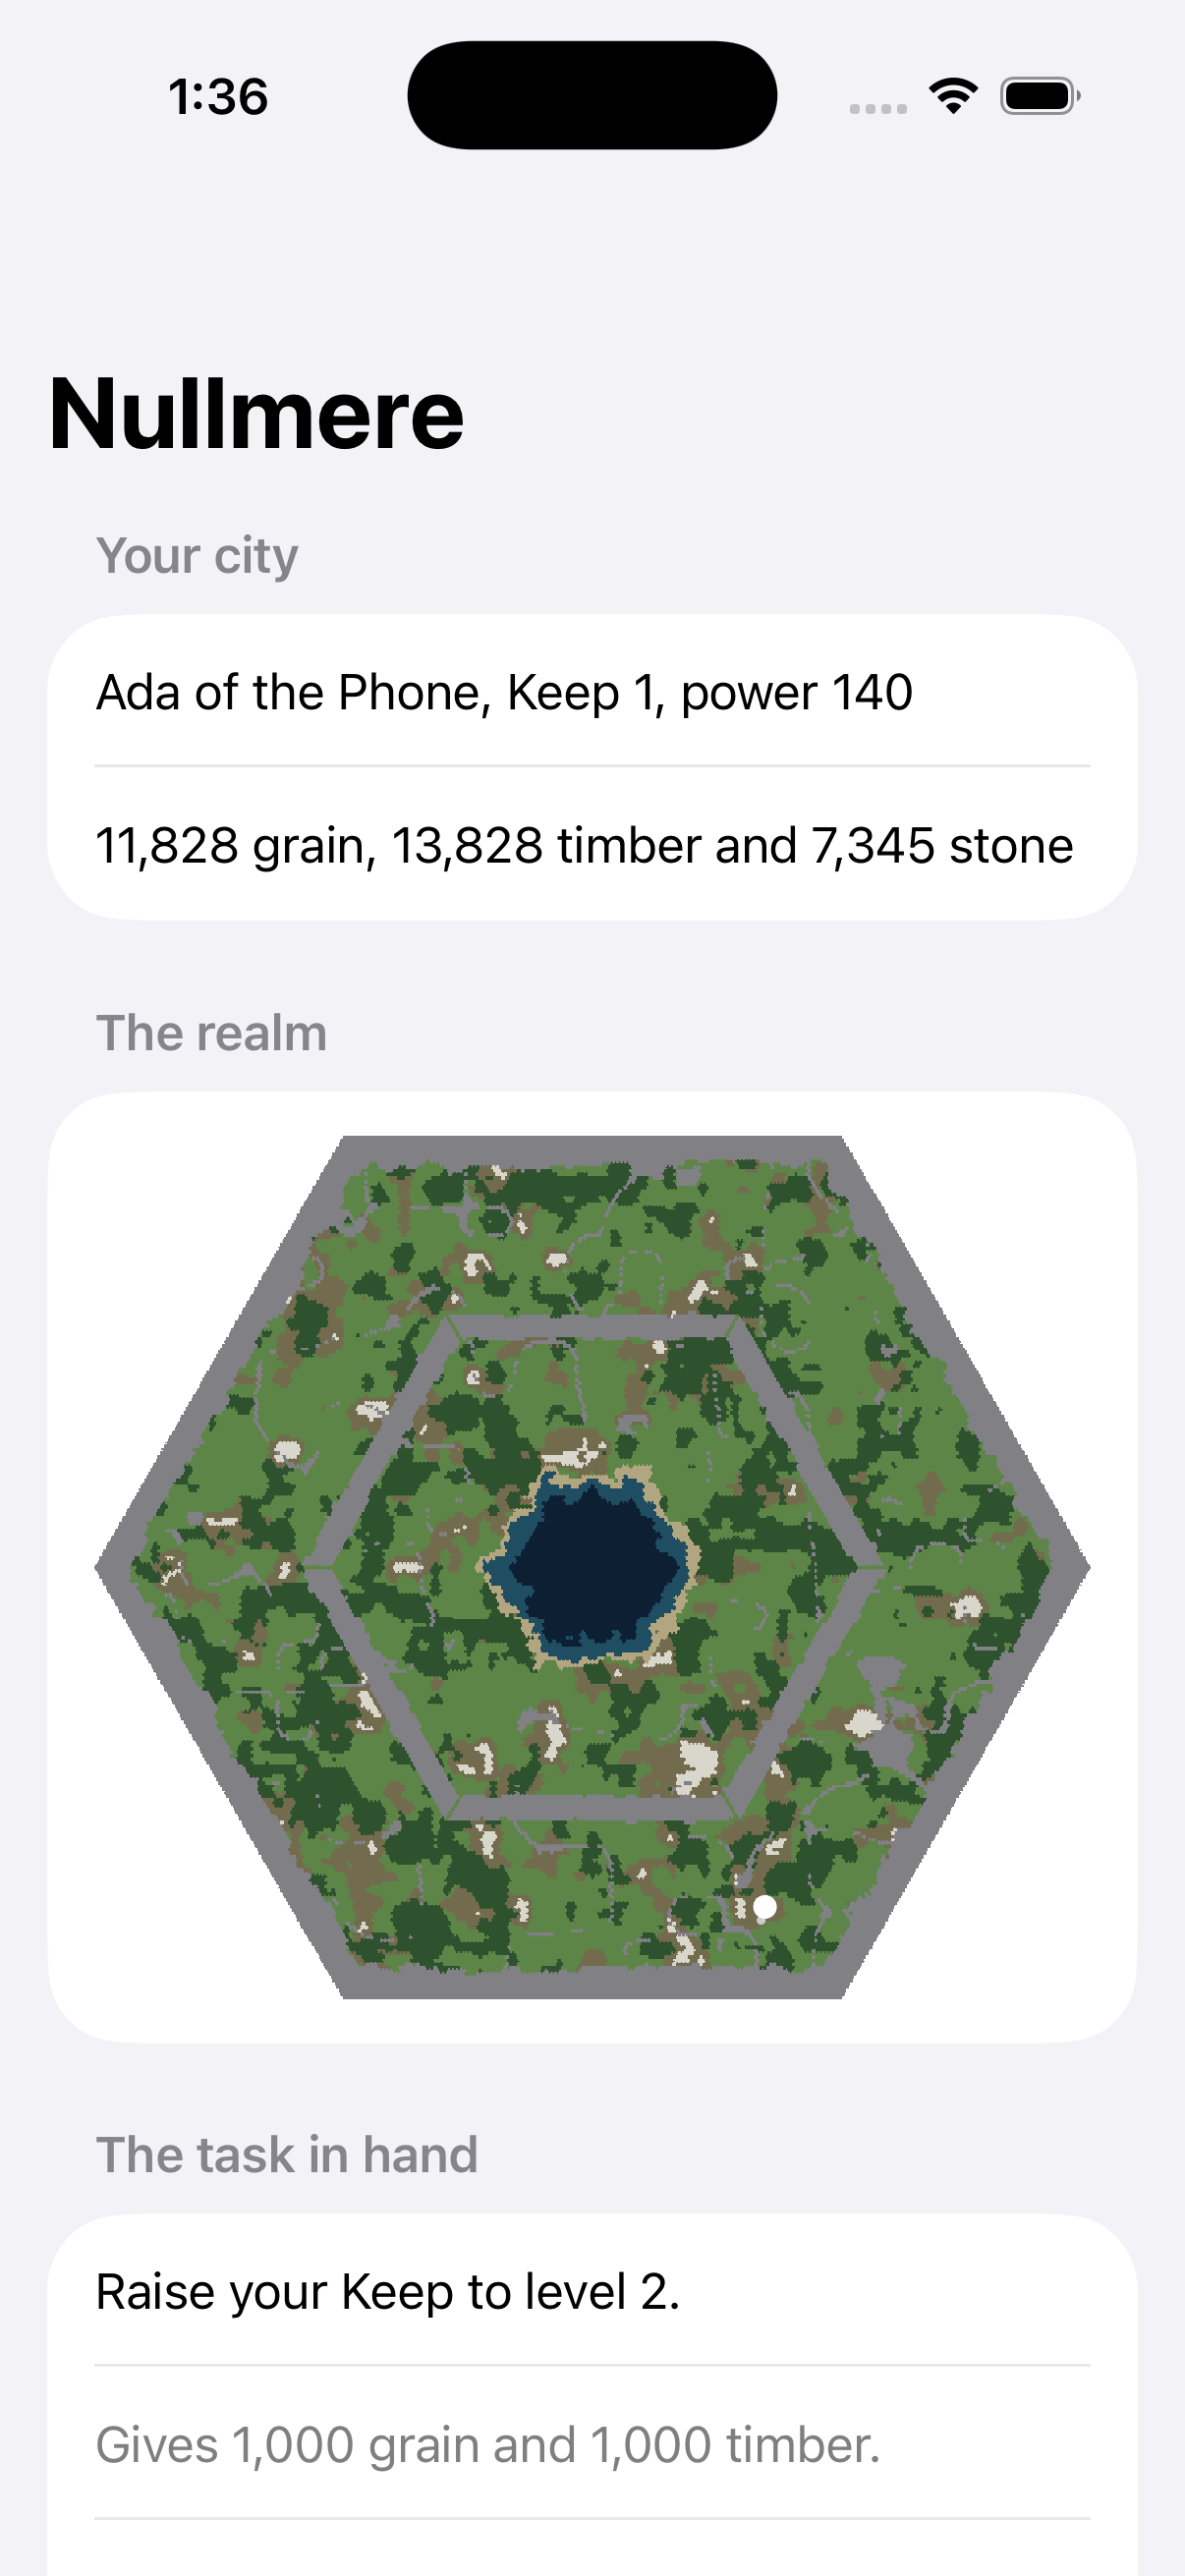 1:36
Nullmere
Your city
Ada of the Phone, Keep 1, power 140
11,828 grain, 13,828 timber and 7,345 stone
The realm
The task in hand
Raise your Keep to level 2.
Gives 1,000 grain and 1,000 timber.